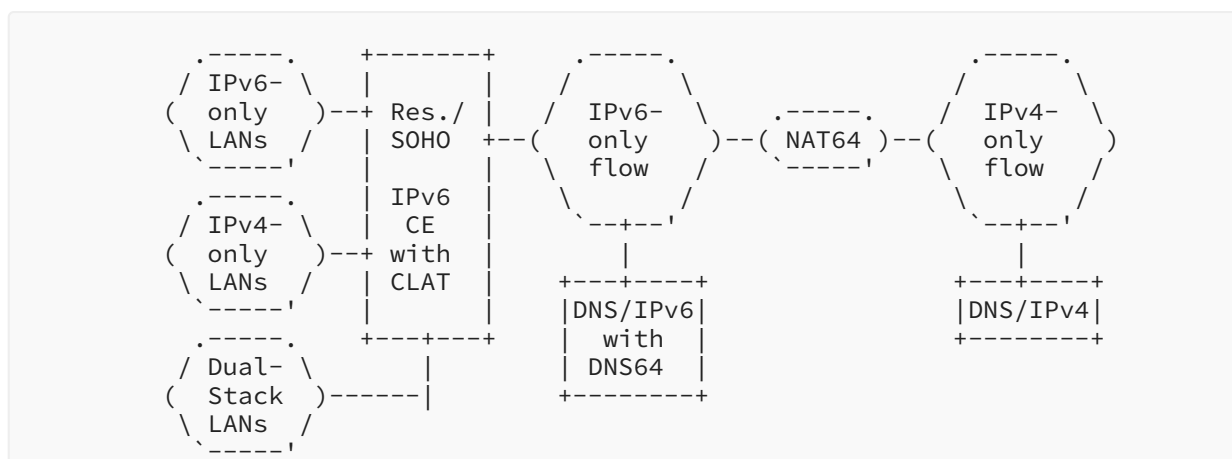 IPv6-
only
LANs
Res./
SOHO
IPv6
CE
with
CLAT
IPv6-
only
flow
NAT64
IPv4-
only
flow
IPv4-
only
LANs
DNS/IPv6
with
DNS64
DNS/IPv4
Dual-
Stack
LANs